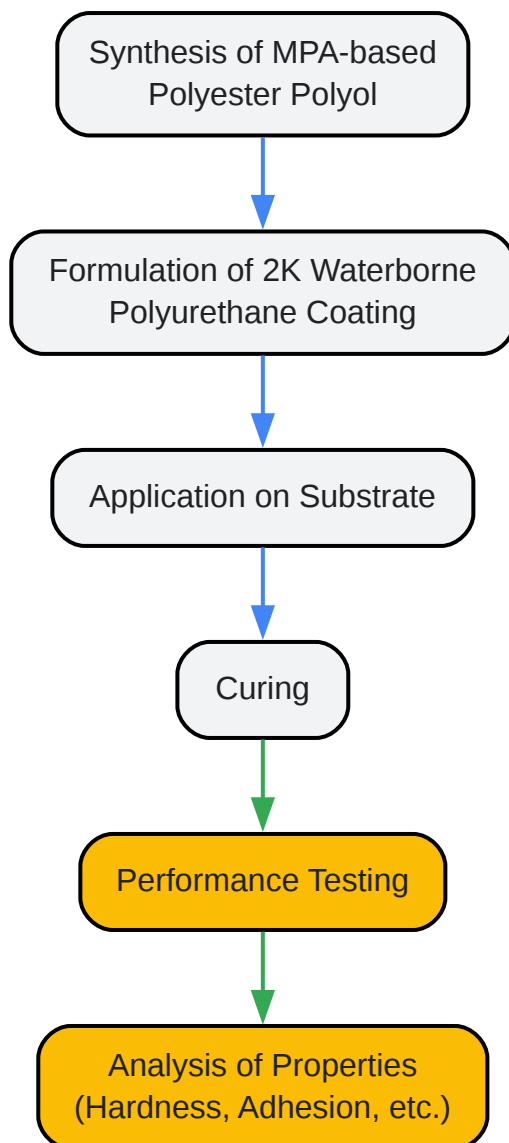 Synthesis of MPA-based
Polyester Polyol
Formulation of 2K Waterborne
Polyurethane Coating
Application on Substrate
Curing
Performance Testing
Analysis of Properties
(Hardness, Adhesion, etc.)